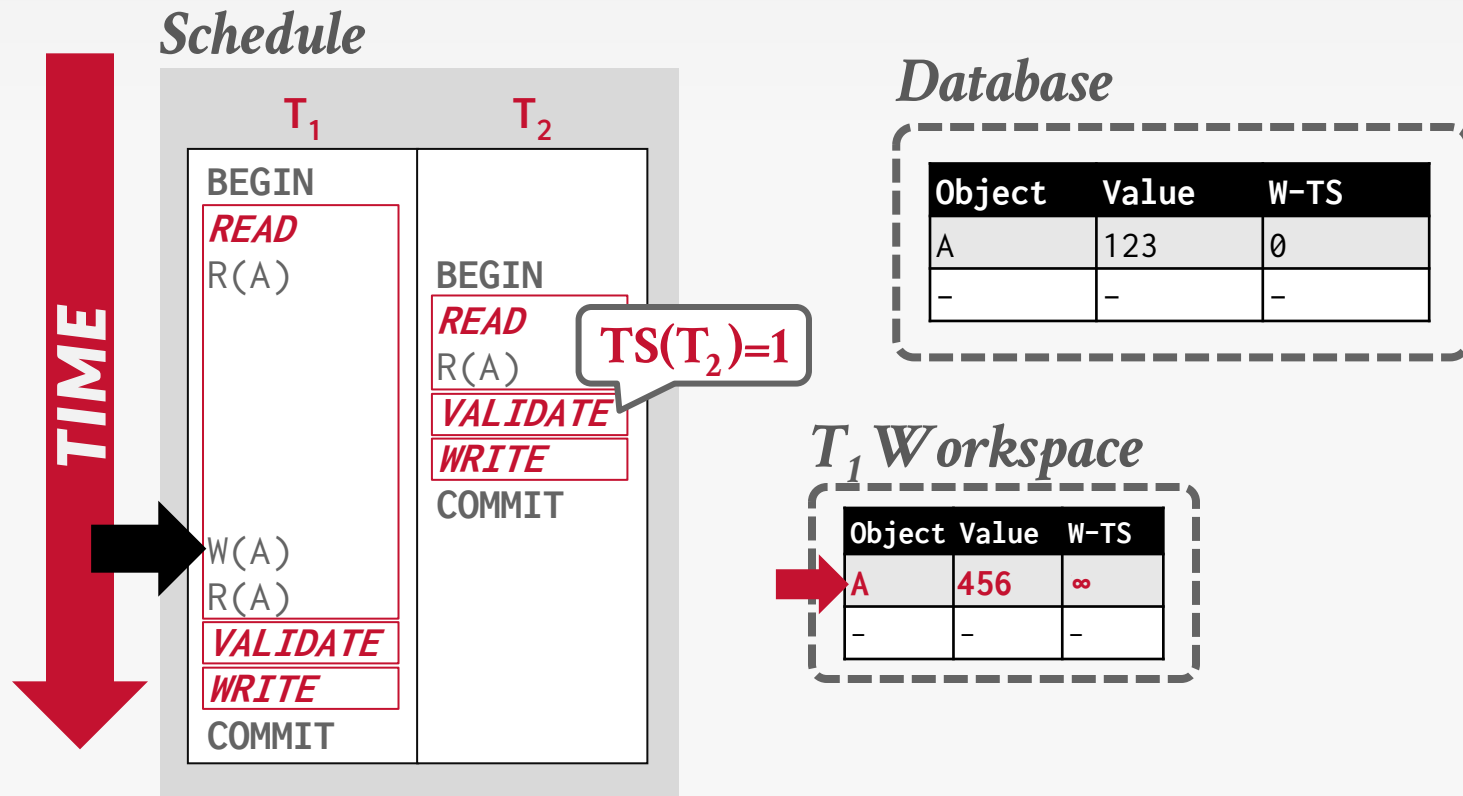 Schedule
TIME
T₁ T₂
BEGIN
READ
R(A) BEGIN
READ
R(A)
TS(T₂)=1
VALIDATE
WRITE
COMMIT
W(A)
R(A)
VALIDATE
WRITE
COMMIT
Database
Object Value W-TS
A 123 0
- - -
T₁ Workspace
Object Value W-TS
A 456 ∞
- - -